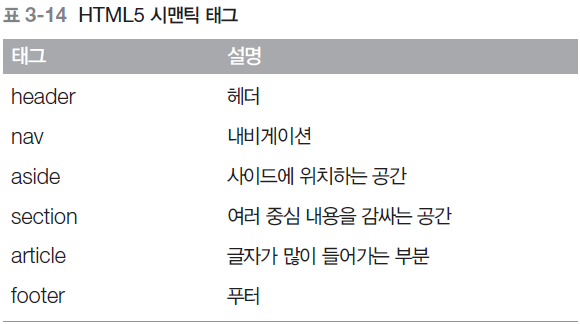 표 3-14 HTML5 시맨틱 태그
태그 설명
header 헤더
nav 내비게이션
aside 사이드에 위치하는 공간
section 여러 중심 내용을 감싸는 공간
article 글자가 많이 들어가는 부분
footer 푸터